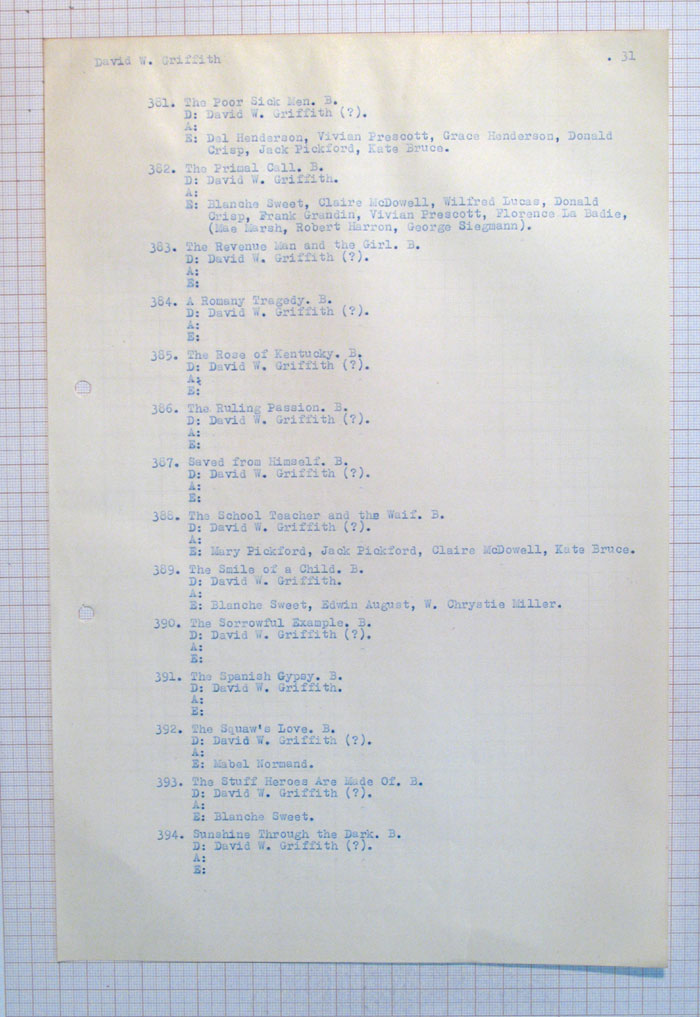 David W. Griffith . 31
381. The Poor Sick Men. B.
D: David W. Griffith (?).
A:
E: Del Henderson, Vivian Prescott, Grace Henderson, Donald
Crisp, Jack Pickford, Kate Bruce.
382. The Primal Call. B.
D: David W. Griffith.
A:
E: Blanche Sweet, Claire McDowell, Wilfred Lucas, Donald
Crisp, Frank Grandin, Vivian Prescott, Florence La Badie,
(Mae Marsh, Robert Harron, George Siegmann).
383. The Revenue Man and the Girl. B.
D: David W. Griffith (?).
A:
E:
384. A Romany Tragedy. B.
D: David W. Griffith (?).
A:
E:
385. The Rose of Kentucky. B.
D: David W. Griffith (?).
A:
E:
386. The Ruling Passion. B.
D: David W. Griffith (?).
A:
E:
387. Saved from Himself. B.
D: David W. Griffith (?).
A:
E:
388. The School Teacher and the Waif. B.
D: David W. Griffith (?).
A:
E: Mary Pickford, Jack Pickford, Claire McDowell, Kate Bruce.
389. The Smile of a Child. B.
D: David W. Griffith.
A:
E: Blanche Sweet, Edwin August, W. Chrystie Miller.
390. The Sorrowful Example. B.
D: David W. Griffith (?).
A:
E:
391. The Spanish Gypsy. B.
D: David W. Griffith.
A:
E:
392. The Squaw's Love. B.
D: David W. Griffith (?).
A:
E: Mabel Normand.
393. The Stuff Heroes Are Made Of. B.
D: David W. Griffith (?).
A:
E: Blanche Sweet.
394. Sunshine Through the Dark. B.
D: David W. Griffith (?).
A:
E: